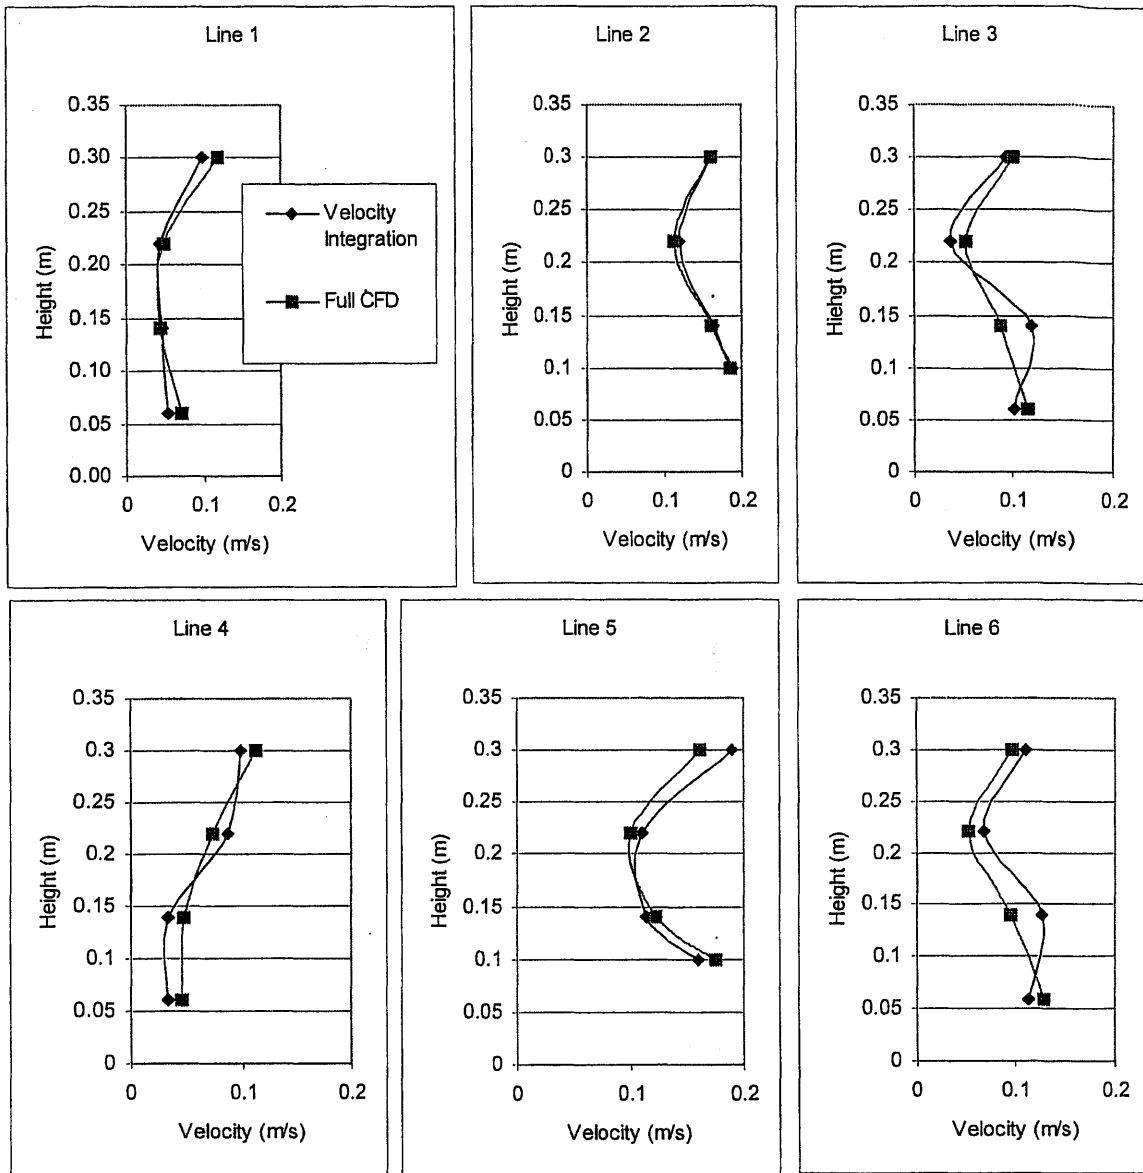 Line 1
0.35
0.30
0.25
0.20
0.15
0.10
0.05
0.00
Height (m)
0 0.1 0.2
Velocity (m/s)
Velocity
Integration
Full CFD
Line 2
0.35
0.3
0.25
0.2
0.15
0.1
0.05
0
Height (m)
0 0.1 0.2
Velocity (m/s)
Line 3
0.35
0.3
0.25
0.2
0.15
0.1
0.05
0
Hiehgt (m)
0 0.1 0.2
Velocity (m/s)
Line 4
0.35
0.3
0.25
0.2
0.15
0.1
0.05
0
Height (m)
0 0.1 0.2
Velocity (m/s)
Line 5
0.35
0.3
0.25
0.2
0.15
0.1
0.05
0
Height (m)
0 0.1 0.2
Velocity (m/s)
Line 6
0.35
0.3
0.25
0.2
0.15
0.1
0.05
0
Height (m)
0 0.1 0.2
Velocity (m/s)